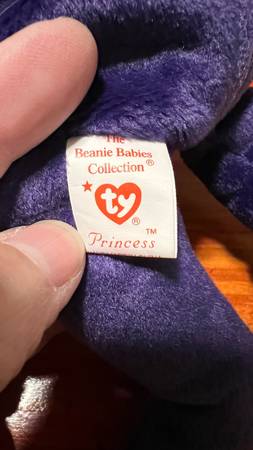 The
Beanie Babies
Collection®
★ ty ®
Princess™